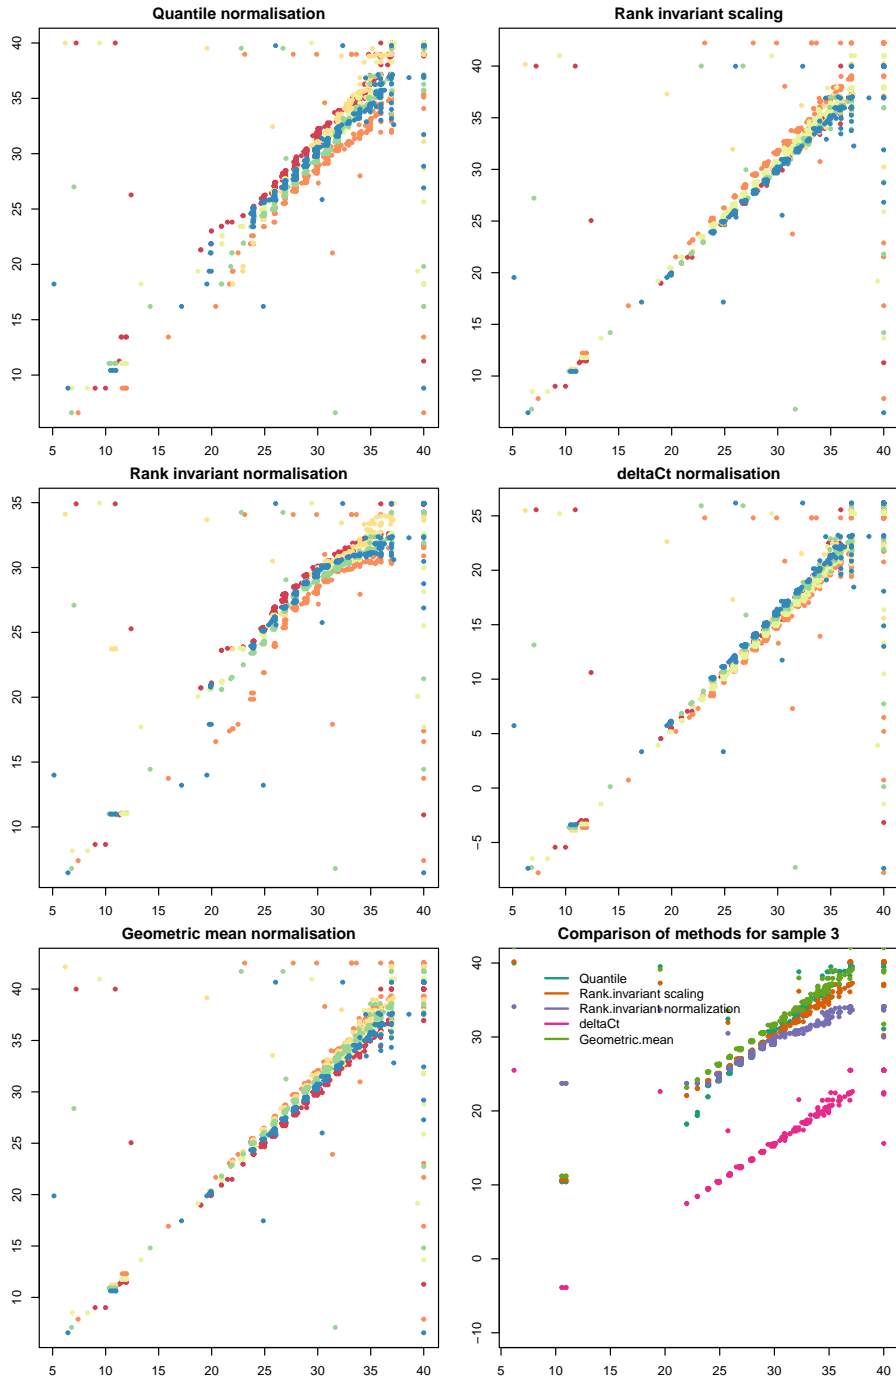 Quantile normalisation
40
35
30
25
20
15
10
5 10 15 20 25 30 35 40
Rank invariant scaling
40
35
30
25
20
15
10
5 10 15 20 25 30 35 40
Rank invariant normalisation
35
30
25
20
15
10
5 10 15 20 25 30 35 40
deltaCt normalisation
25
20
15
10
5
0
−5
5 10 15 20 25 30 35 40
Geometric mean normalisation
40
35
30
25
20
15
10
5 10 15 20 25 30 35 40
Comparison of methods for sample 3
40
30
20
10
0
−10
Quantile
Rank.invariant scaling
Rank.invariant normalization
deltaCt
Geometric.mean
5 10 15 20 25 30 35 40